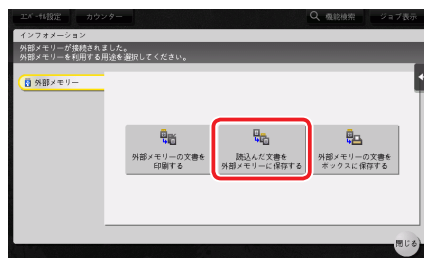 ｴｺﾊﾟﾈﾙ設定 カウンター 機能検索 ジョブ表示
インフォメーション
外部メモリーが接続されました。
外部メモリーを利用する用途を選択してください。
外部メモリー
外部メモリーの文書を
印刷する
読込んだ文書を
外部メモリーに保存する
外部メモリーの文書を
ボックスに保存する
閉じる